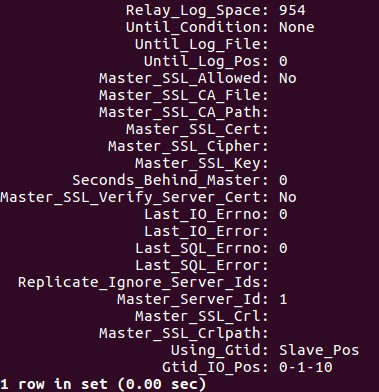 Relay_Log_Space: 954
Until_Condition: None
Until_Log_File:
Until_Log_Pos: 0
Master_SSL_Allowed: No
Master_SSL_CA_File:
Master_SSL_CA_Path:
Master_SSL_Cert:
Master_SSL_Cipher:
Master_SSL_Key:
Seconds_Behind_Master: 0
Master_SSL_Verify_Server_Cert: No
Last_IO_Errno: 0
Last_IO_Error:
Last_SQL_Errno: 0
Last_SQL_Error:
Replicate_Ignore_Server_Ids:
Master_Server_Id: 1
Master_SSL_Crl:
Master_SSL_Crlpath:
Using_Gtid: Slave_Pos
Gtid_IO_Pos: 0-1-10
1 row in set (0.00 sec)